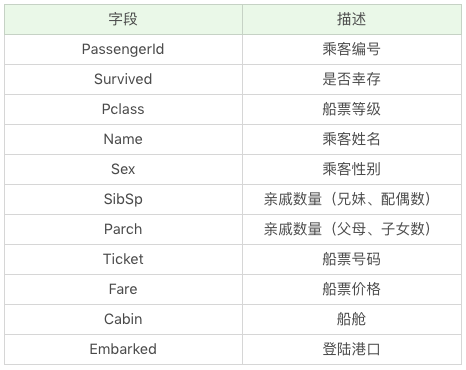 字段 描述
PassengerId 乘客编号
Survived 是否幸存
Pclass 船票等级
Name 乘客姓名
Sex 乘客性别
SibSp 亲戚数量（兄妹、配偶数）
Parch 亲戚数量（父母、子女数）
Ticket 船票号码
Fare 船票价格
Cabin 船舱
Embarked 登陆港口